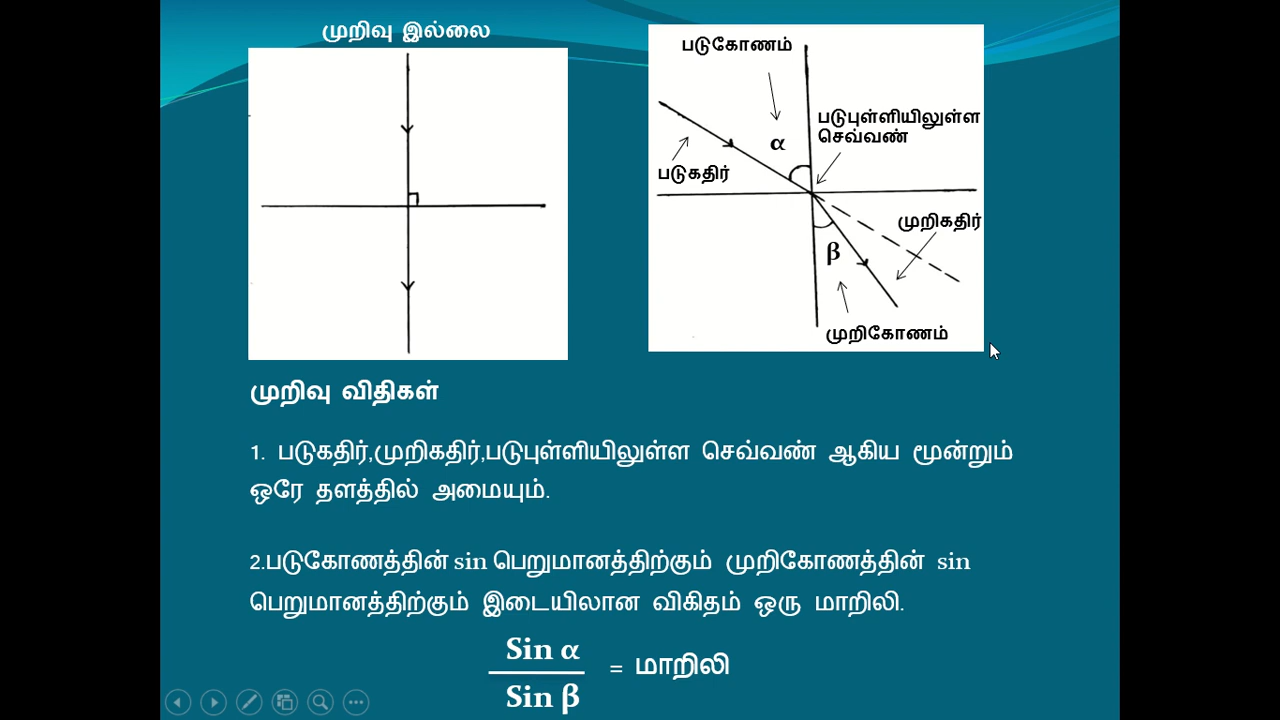 முறிவு இல்லை
படுகோணம்
α
படுபுள்ளியிலுள்ள
செவ்வண்
படுகதிர்
முறிகதிர்
β
முறிகோணம்
முறிவு விதிகள்
1. படுகதிர்,முறிகதிர்,படுபுள்ளியிலுள்ள செவ்வண் ஆகிய மூன்றும்
ஒரே தளத்தில் அமையும்.
2.படுகோணத்தின் sin பெறுமானத்திற்கும் முறிகோணத்தின் sin
பெறுமானத்திற்கும் இடையிலான விகிதம் ஒரு மாறிலி.
Sin α
= மாறிலி
Sin β